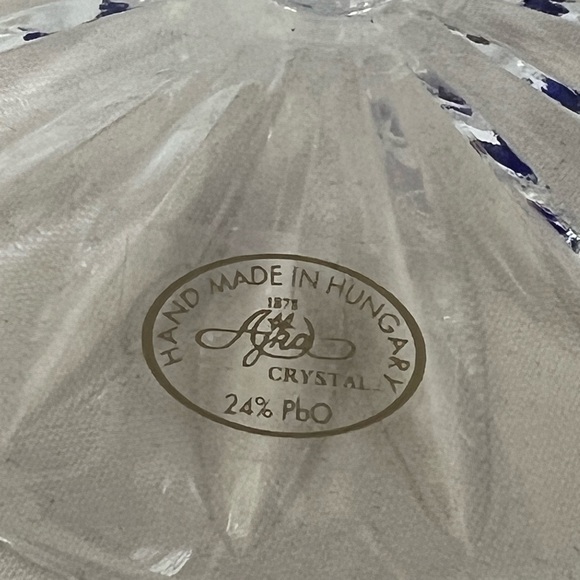 HAND MADE IN HUNGARY
1878
Ajka
CRYSTAL
24% PbO